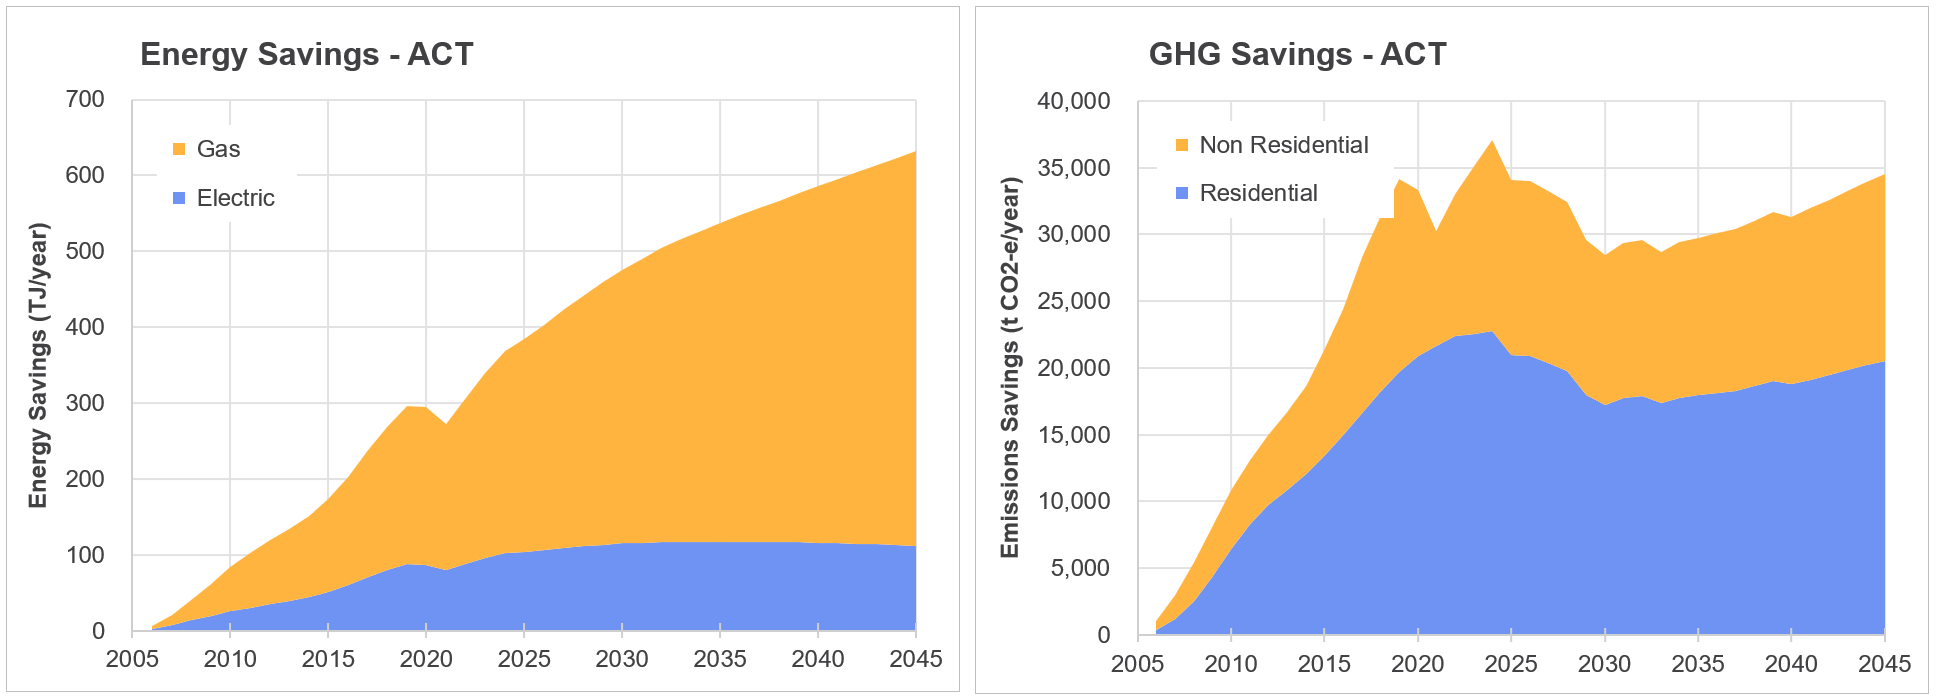 Energy Savings - ACT
700
600
500
400
300
200
100
0
Energy Savings (TJ/year)
Gas
Electric
2005 2010 2015 2020 2025 2030 2035 2040 2045
GHG Savings - ACT
40,000
35,000
30,000
25,000
20,000
15,000
10,000
5,000
0
Emissions Savings (t CO2-e/year)
Non Residential
Residential
2005 2010 2015 2020 2025 2030 2035 2040 2045